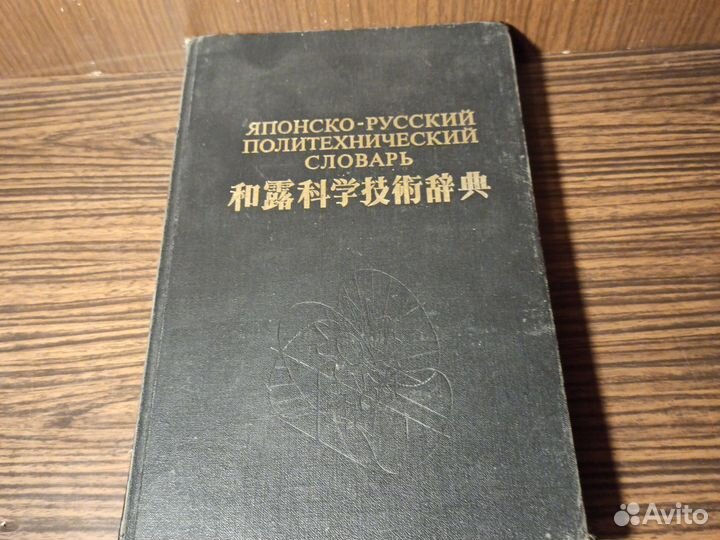 ЯПОНСКО-РУССКИЙ
ПОЛИТЕХНИЧЕСКИЙ
СЛОВАРЬ
和露科学技術辞典
Avito